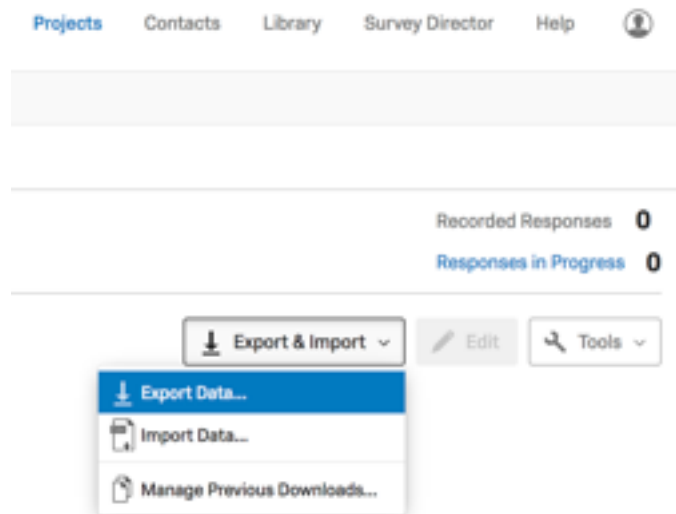 Projects Contacts Library Survey Director Help
Recorded Responses 0
Responses in Progress 0
Export & Import Edit Tools
Export Data...
Import Data...
Manage Previous Downloads...